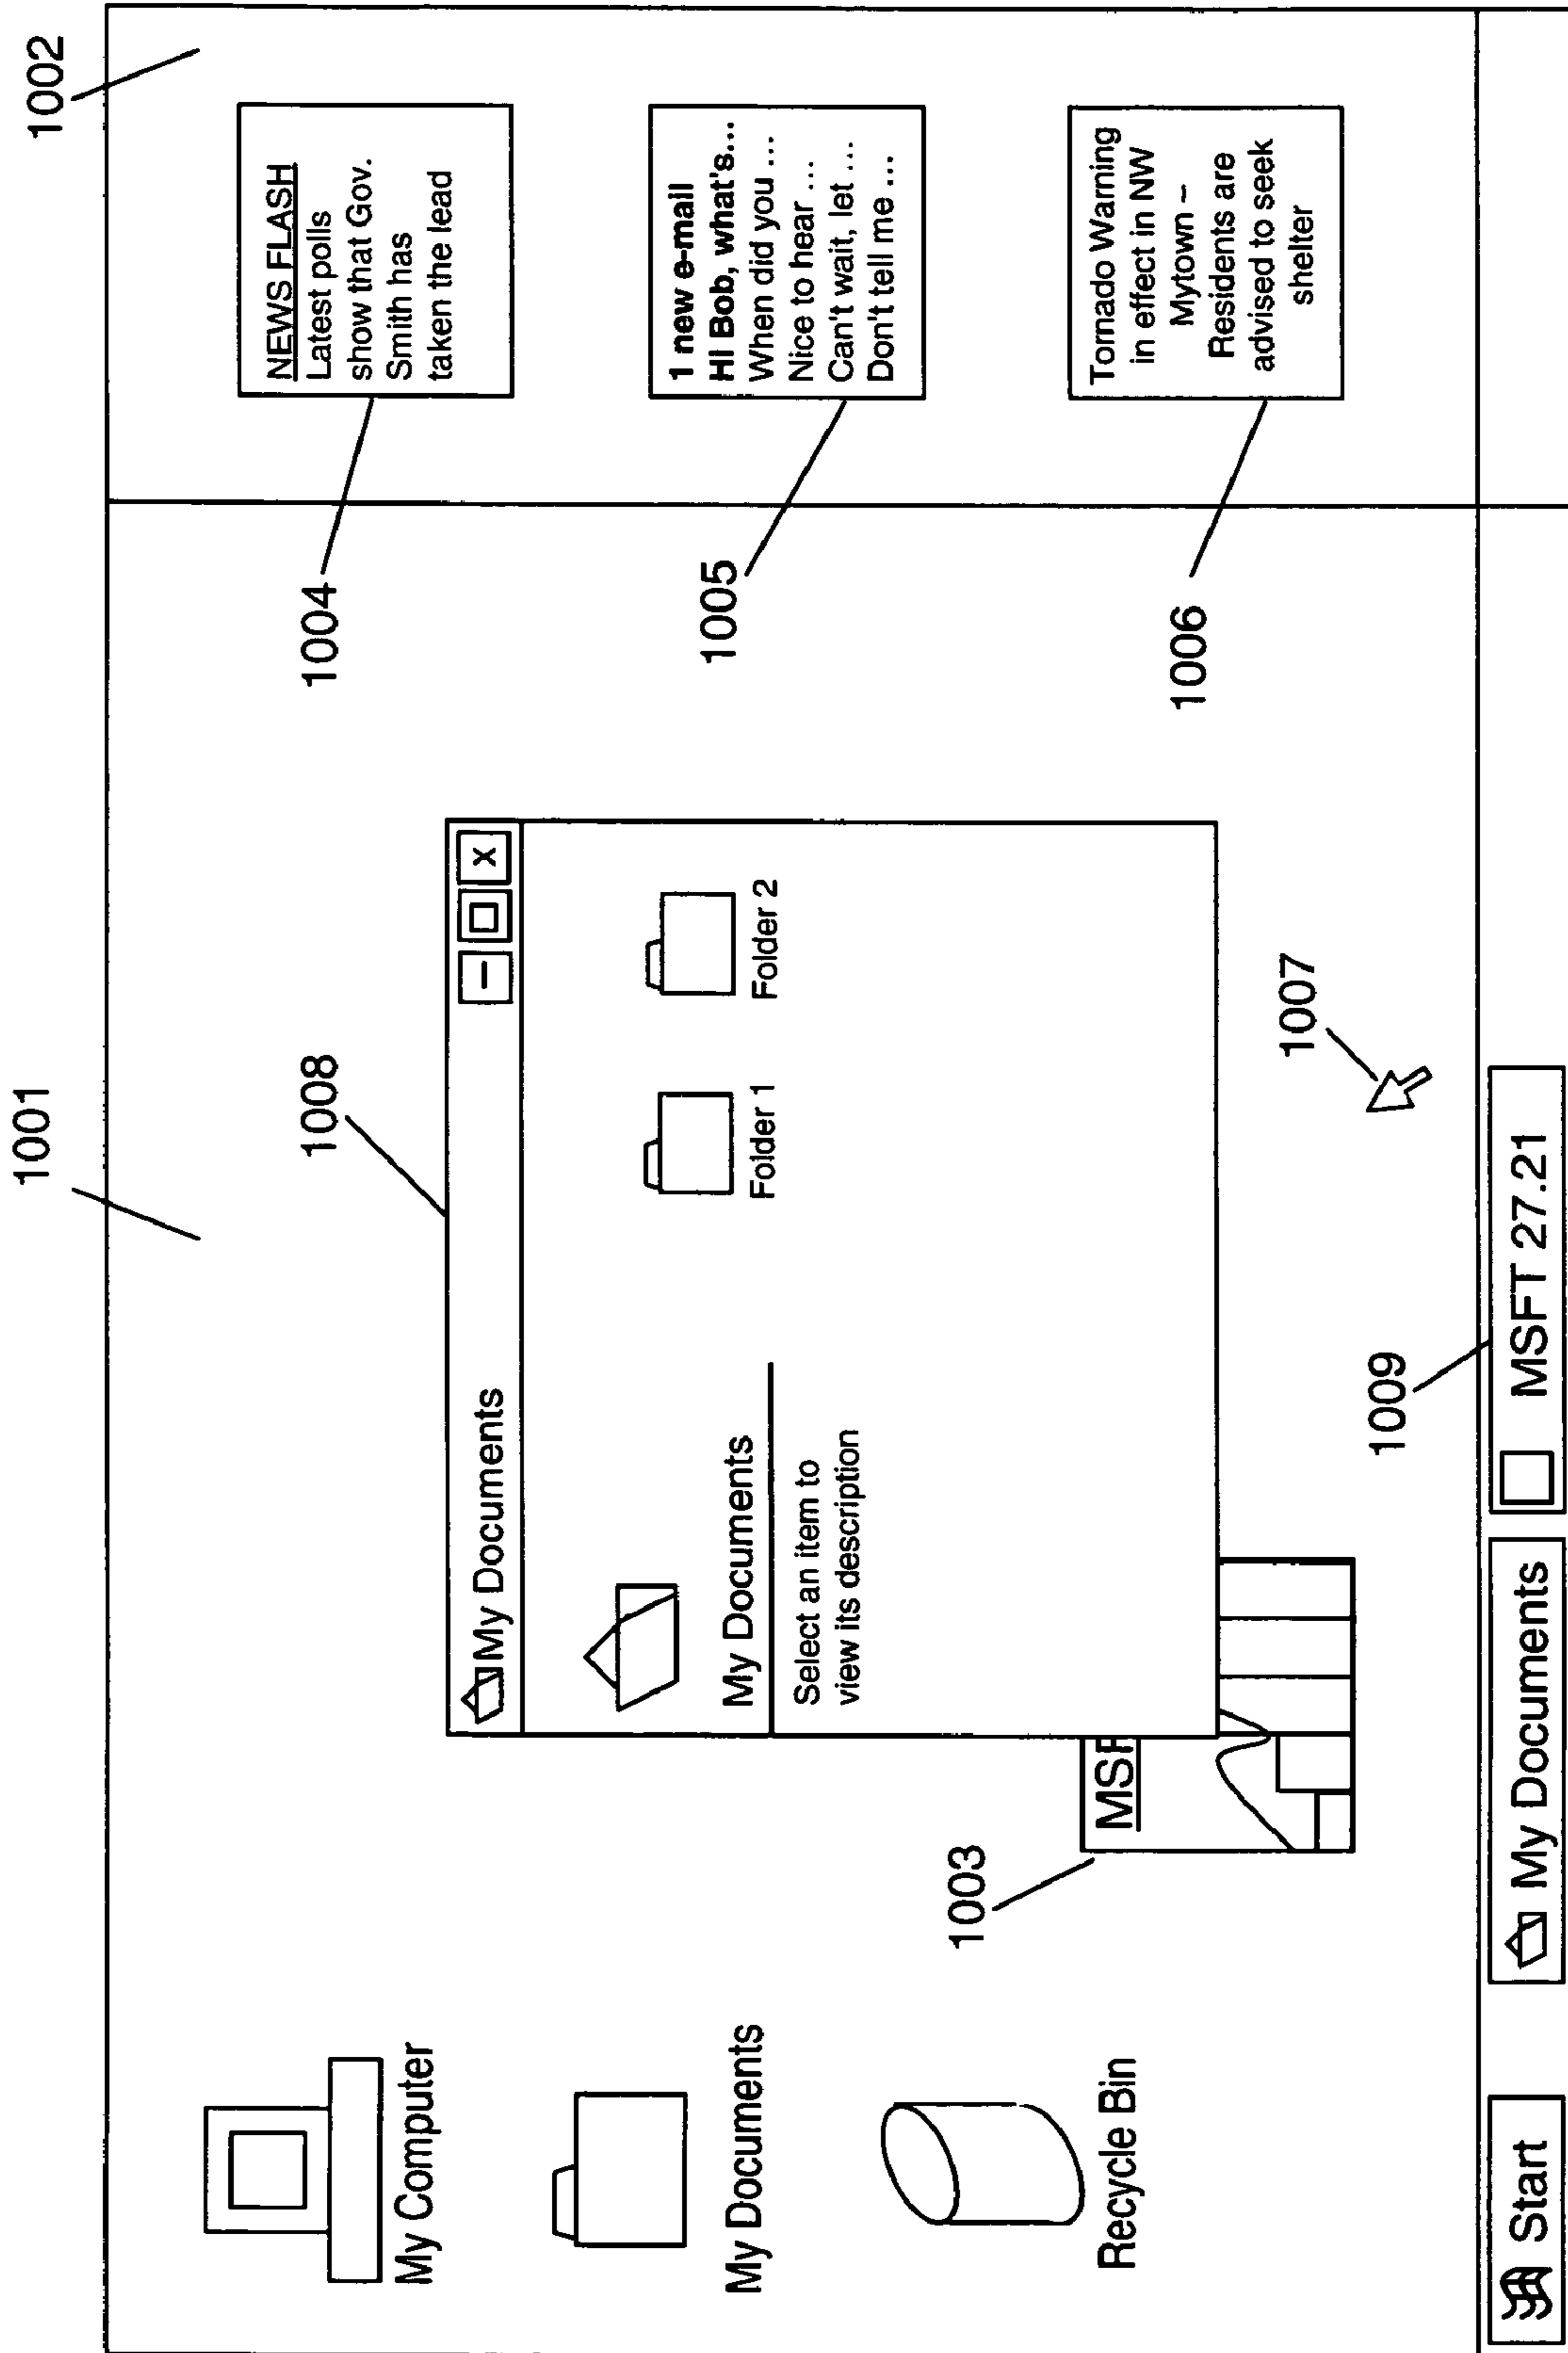 1001
1002
My Computer
My Documents
Recycle Bin
1008
My Documents
My Documents
Select an item to
view its description
Folder 1
Folder 2
1003
MSF
1007
1004
NEWS FLASH
Latest polls
show that Gov.
Smith has
taken the lead
1005
1 new e-mail
HI Bob, what's...
When did you ...
Nice to hear ...
Can't wait, let ...
Don't tell me ...
1006
Tornado Warning
in effect in NW
Mytown –
Residents are
advised to seek
shelter
1009
Start
My Documents
MSFT 27.21